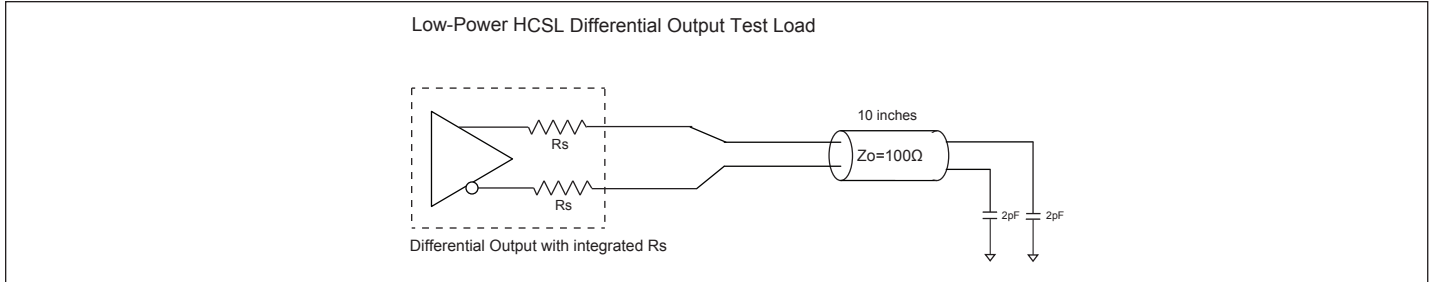 Low-Power HCSL Differential Output Test Load
10 inches
Rs
Zo=100Ω
Rs
2pF
2pF
Differential Output with integrated Rs